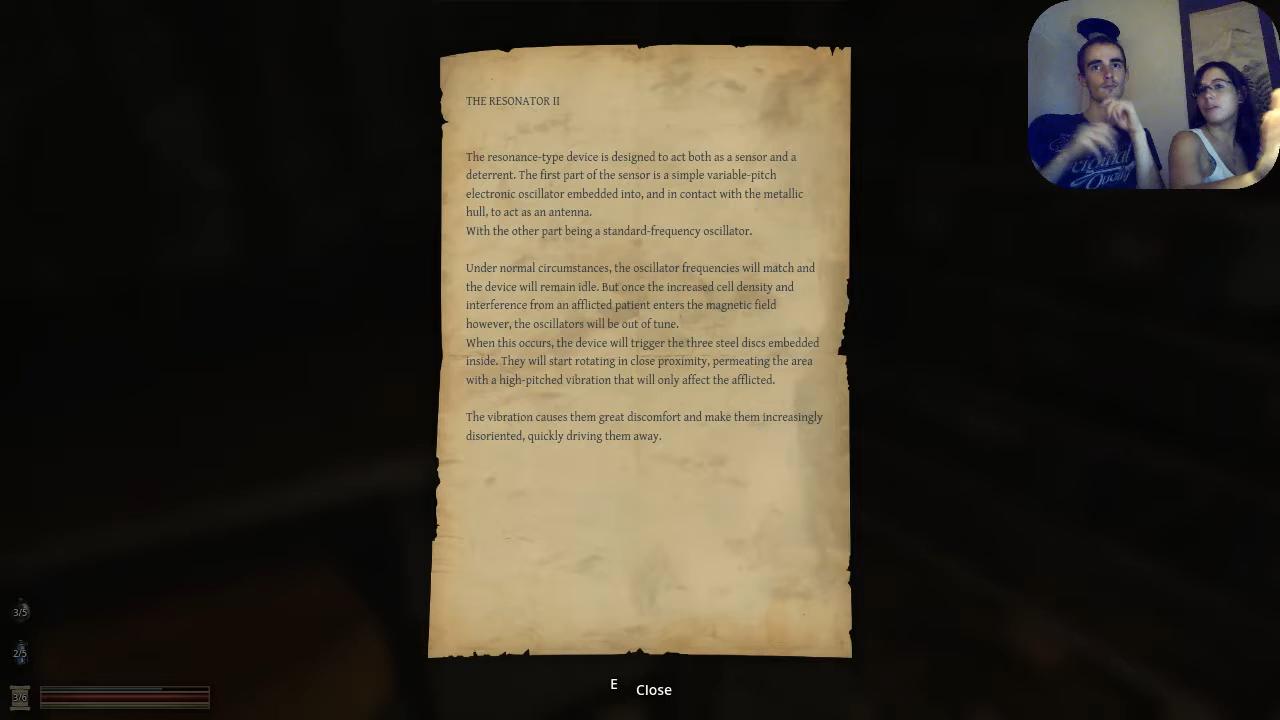 THE RESONATOR II
The resonance-type device is designed to act both as a sensor and a
deterrent. The first part of the sensor is a simple variable-pitch
electronic oscillator embedded into, and in contact with the metallic
hull, to act as an antenna.
With the other part being a standard-frequency oscillator.
Under normal circumstances, the oscillator frequencies will match and
the device will remain idle. But once the increased cell density and
interference from an afflicted patient enters the magnetic field
however, the oscillators will be out of tune.
When this occurs, the device will trigger the three steel discs embedded
inside. They will start rotating in close proximity, permeating the area
with a high-pitched vibration that will only affect the afflicted.
The vibration causes them great discomfort and make them increasingly
disoriented, quickly driving them away.
3/5
2/5
3/6
E Close